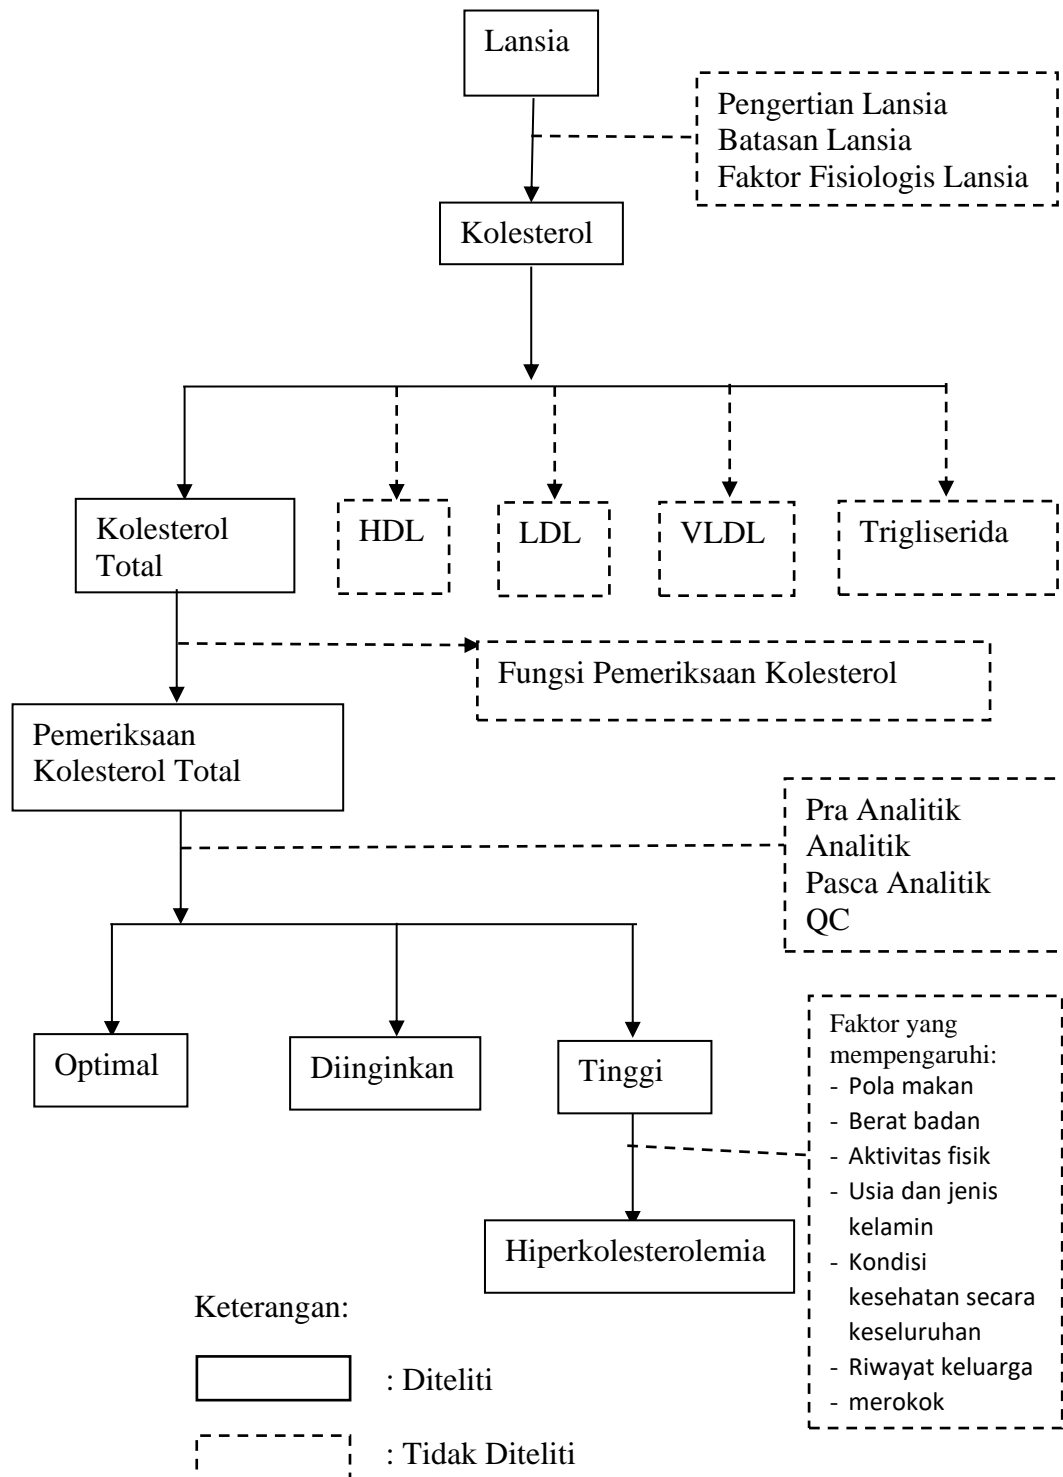 Lansia
Pengertian Lansia
Batasan Lansia
Faktor Fisiologis Lansia
Kolesterol
Kolesterol
Total
HDL
LDL
VLDL
Trigliserida
Fungsi Pemeriksaan Kolesterol
Pemeriksaan
Kolesterol Total
Pra Analitik
Analitik
Pasca Analitik
QC
Optimal
Diinginkan
Tinggi
Faktor yang
mempengaruhi:
- Pola makan
- Berat badan
- Aktivitas fisik
- Usia dan jenis
kelamin
- Kondisi
kesehatan secara
keseluruhan
- Riwayat keluarga
- merokok
Hiperkolesterolemia
Keterangan:
: Diteliti
: Tidak Diteliti